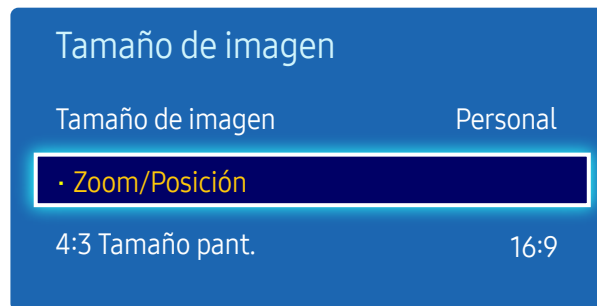 Tamaño de imagen
Tamaño de imagen Personal
· Zoom/Posición
4:3 Tamaño pant. 16:9